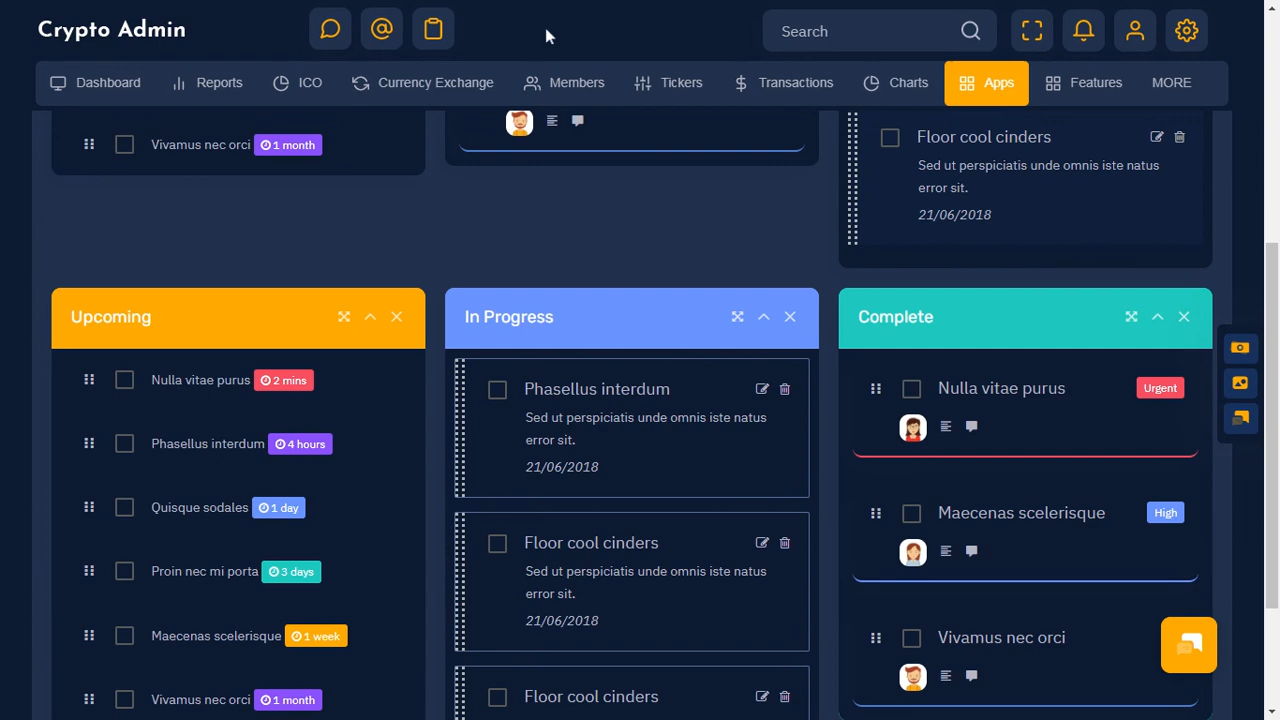 Crypto Admin
Search
Dashboard
Reports
ICO
Currency Exchange
Members
Tickers
Transactions
Charts
Apps
Features
MORE
Vivamus nec orci 1 month
Floor cool cinders
Sed ut perspiciatis unde omnis iste natus
error sit.
21/06/2018
Upcoming
Nulla vitae purus 2 mins
Phasellus interdum 4 hours
Quisque sodales 1 day
Proin nec mi porta 3 days
Maecenas scelerisque 1 week
Vivamus nec orci 1 month
In Progress
Phasellus interdum
Sed ut perspiciatis unde omnis iste natus
error sit.
21/06/2018
Floor cool cinders
Sed ut perspiciatis unde omnis iste natus
error sit.
21/06/2018
Floor cool cinders
Complete
Nulla vitae purus Urgent
Maecenas scelerisque High
Vivamus nec orci